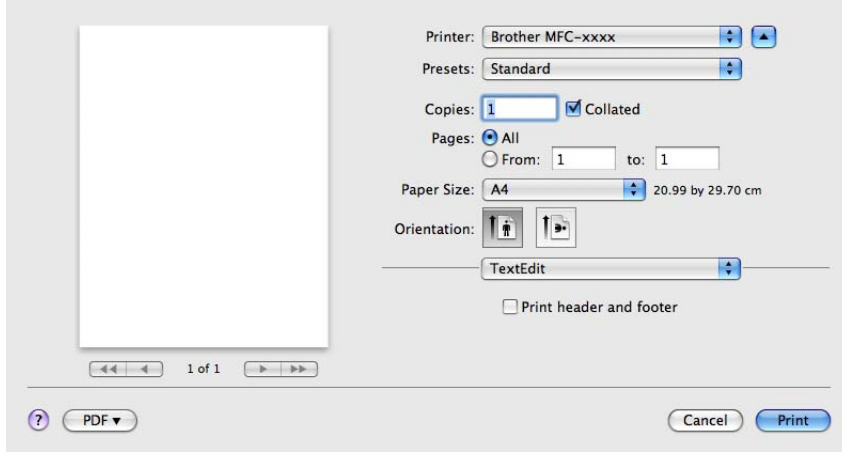 Printer: Brother MFC-xxxx
Presets: Standard
Copies: 1 Collated
Pages: All
From: 1 to: 1
Paper Size: A4 20.99 by 29.70 cm
Orientation:
TextEdit
Print header and footer
1 of 1
? PDF ▼ Cancel Print